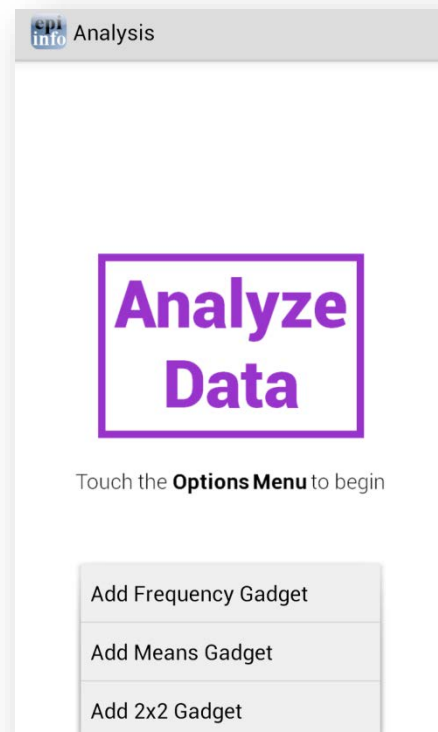 epi
info
Analysis
Analyze
Data
Touch the Options Menu to begin
Add Frequency Gadget
Add Means Gadget
Add 2x2 Gadget